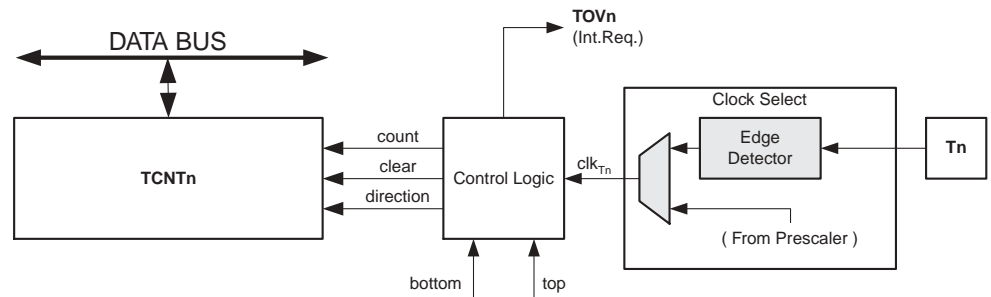 TOVn
(Int.Req.)
DATA BUS
Clock Select
count
Edge
Detector
Tn
TCNTn
clear
Control Logic
clkTn
direction
( From Prescaler )
bottom
top